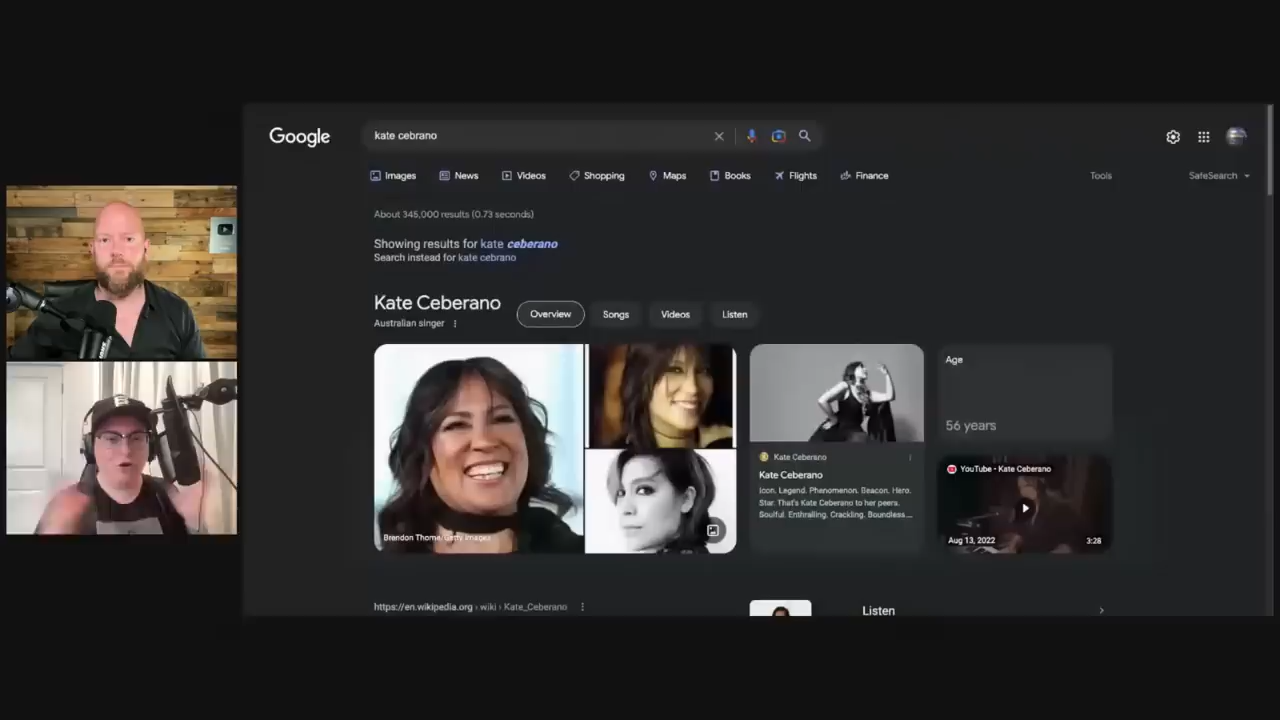 Google
kate cebrano
Images News Videos Shopping Maps Books Flights Finance
Tools
SafeSearch
About 345,000 results (0.73 seconds)
Showing results for kate ceberano
Search instead for kate cebrano
Kate Ceberano
Australian singer
Overview Songs Videos Listen
Brendon Thorne/Getty Images
Kate Ceberano
Kate Ceberano
Icon. Legend. Phenomenon. Beacon. Hero.
Star. That's Kate Ceberano to her peers.
Soulful. Enthralling. Crackling. Boundless...
Age
56 years
YouTube - Kate Ceberano
Aug 13, 2022
3:28
https://en.wikipedia.org › wiki › Kate_Ceberano
Listen